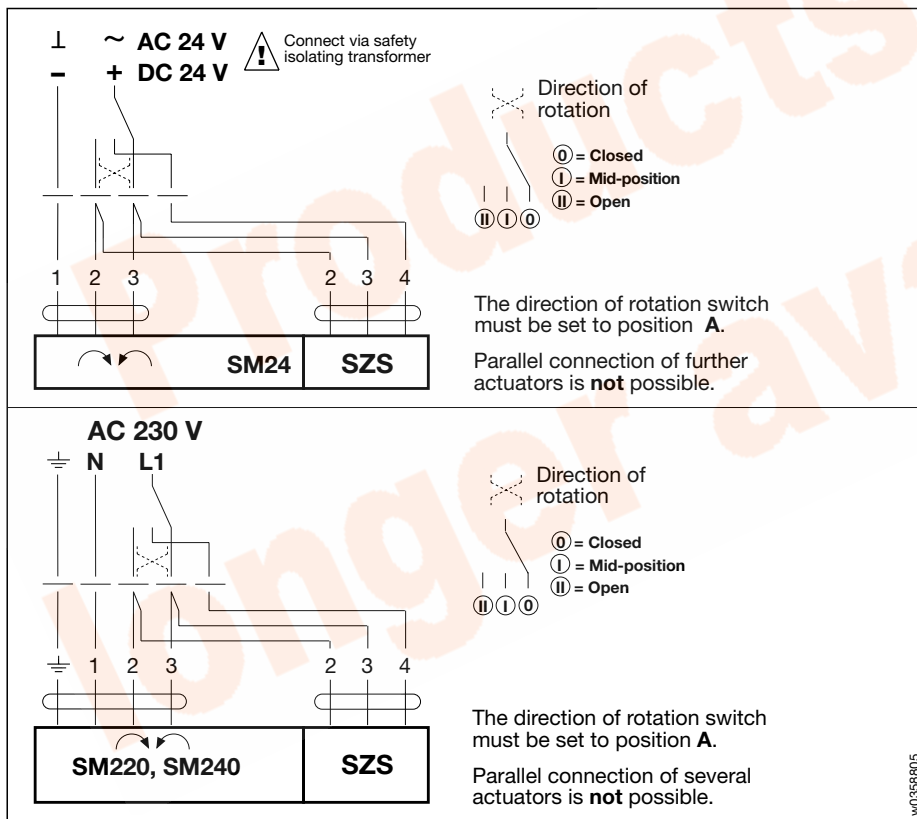 ⊥ ~ AC 24 V
– + DC 24 V
! Connect via safety
isolating transformer
Direction of
rotation
0 = Closed
I = Mid-position
II = Open
II I 0
1 2 3 2 3 4
SM24 SZS
The direction of rotation switch
must be set to position A.
Parallel connection of further
actuators is not possible.
AC 230 V
N L1
Direction of
rotation
0 = Closed
I = Mid-position
II = Open
II I 0
1 2 3 2 3 4
SM220, SM240 SZS
The direction of rotation switch
must be set to position A.
Parallel connection of several
actuators is not possible.
w0358805
Products
longer ava